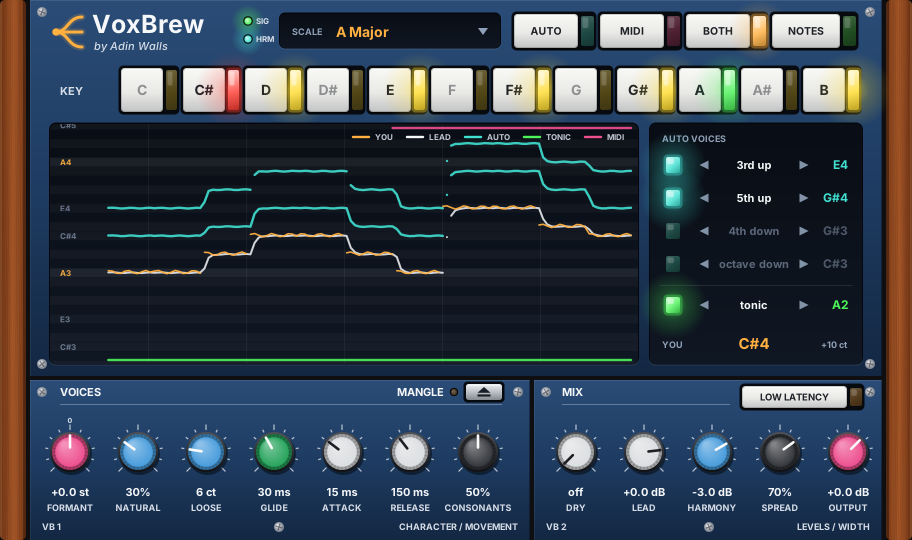 VoxBrew
by Adin Walls
SIG
HRM
SCALE A Major
AUTO MIDI BOTH NOTES
KEY C C# D D# E F F# G G# A A# B
C#5
YOU LEAD AUTO TONIC MIDI
A4
E4
C#4
A3
E3
C#3
AUTO VOICES
3rd up E4
5th up G#4
4th down G#3
octave down C#3
tonic A2
YOU C#4 +10 ct
VOICES MANGLE
0
+0.0 st 30% 6 ct 30 ms 15 ms 150 ms 50%
FORMANT NATURAL LOOSE GLIDE ATTACK RELEASE CONSONANTS
VB 1 CHARACTER / MOVEMENT
MIX LOW LATENCY
off +0.0 dB -3.0 dB 70% +0.0 dB
DRY LEAD HARMONY SPREAD OUTPUT
VB 2 LEVELS / WIDTH